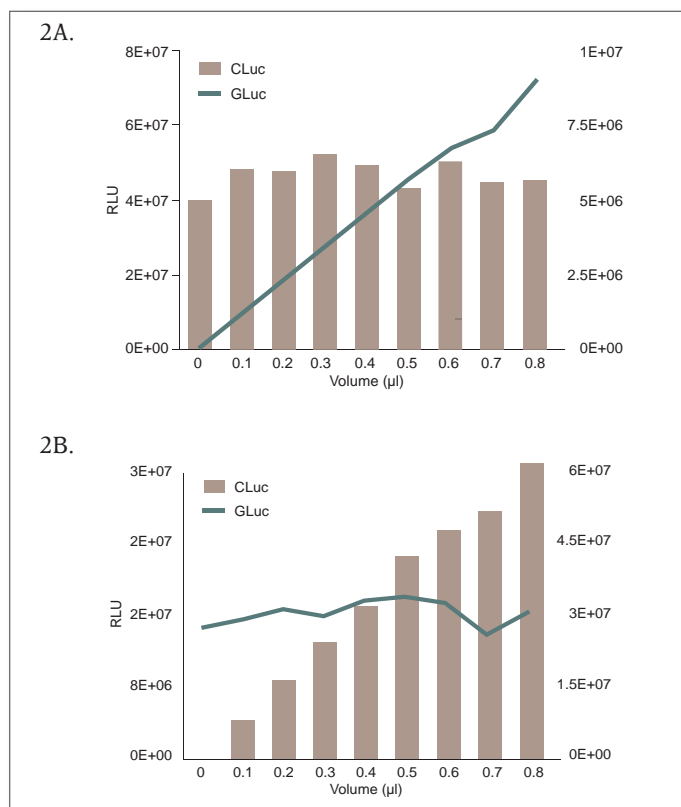 2A.
8E+07
1E+07
CLuc
GLuc
6E+07
7.5E+06
RLU
4E+07
5E+06
2E+07
2.5E+06
0E+00
0E+00
0 0.1 0.2 0.3 0.4 0.5 0.6 0.7 0.8
Volume (µl)
2B.
3E+07
6E+07
CLuc
GLuc
2E+07
4.5E+07
RLU
2E+07
3E+07
8E+06
1.5E+07
0E+00
0E+00
0 0.1 0.2 0.3 0.4 0.5 0.6 0.7 0.8
Volume (µl)